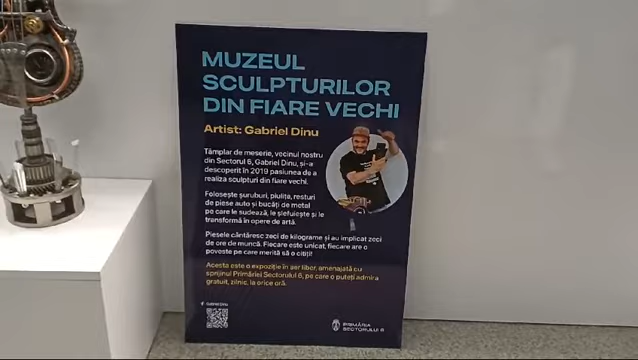 MUZEUL
SCULPTURILOR
DIN FIARE VECHI
Artist: Gabriel Dinu
Tâmplar de meserie, vecinul nostru
din Sectorul 6, Gabriel Dinu, și-a
descoperit în 2019 pasiunea de a
realiza sculpturi din fiare vechi.
Folosește șuruburi, piulițe, resturi
de piese auto și bucăți de metal
pe care le sudează, le șlefuiește și le
transformă în opere de artă.
Piesele cântăresc zeci de kilograme și au implicat zeci
de ore de muncă. Fiecare este unicat, fiecare are o
poveste pe care merită să o citiți!
Acesta este o expoziție în aer liber, amenajată cu
sprijinul Primăriei Sectorului 6, pe care o puteți admira
gratuit, zilnic, la orice oră.
GabrielDinu
PRIMĂRIA
SECTORULUI 6